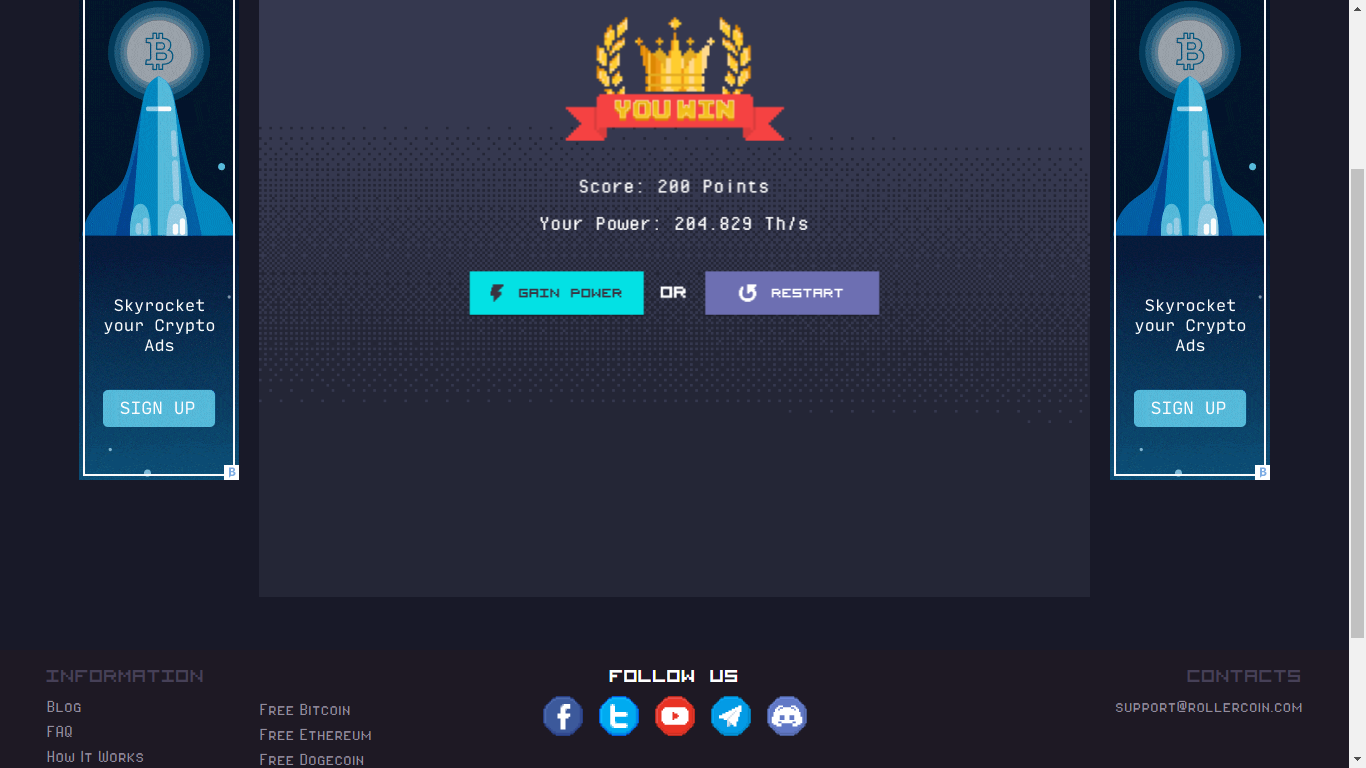 YOU WIN
Score: 200 Points
Your Power: 204.829 Th/s
GAIN POWER OR RESTART
Skyrocket
your Crypto
Ads
SIGN UP
Skyrocket
your Crypto
Ads
SIGN UP
INFORMATION
Blog
FAQ
How It Works
Free Bitcoin
Free Ethereum
Free Dogecoin
FOLLOW US
CONTACTS
support@rollercoin.com